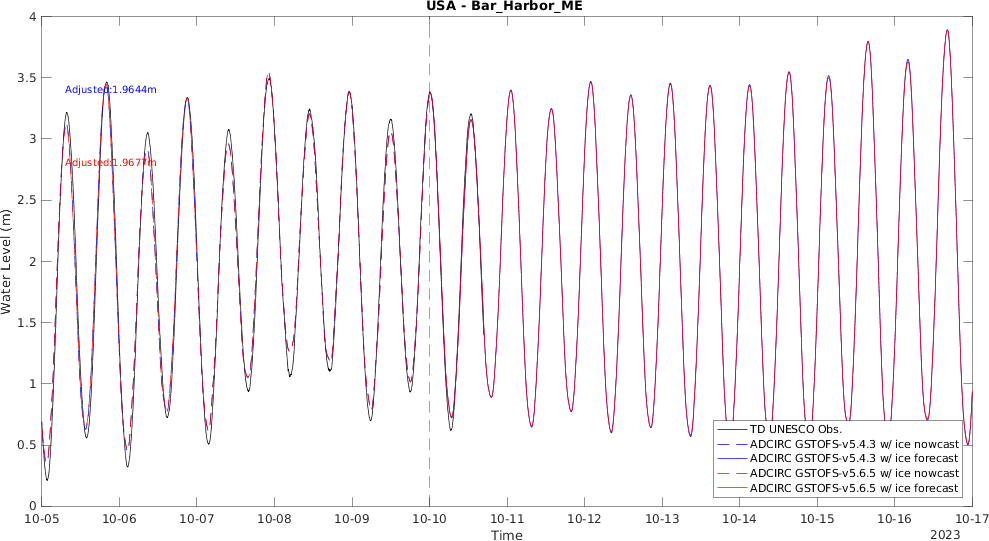 USA - Bar_Harbor_ME
4
3.5
3
2.5
2
1.5
1
0.5
0
Water Level (m)
Adjusted:1.9644m
Adjusted:1.9677m
TD UNESCO Obs.
ADCIRC GSTOFS-v5.4.3 w/ ice nowcast
ADCIRC GSTOFS-v5.4.3 w/ ice forecast
ADCIRC GSTOFS-v5.6.5 w/ ice nowcast
ADCIRC GSTOFS-v5.6.5 w/ ice forecast
10-05 10-06 10-07 10-08 10-09 10-10 10-11 10-12 10-13 10-14 10-15 10-16 10-17
Time
2023